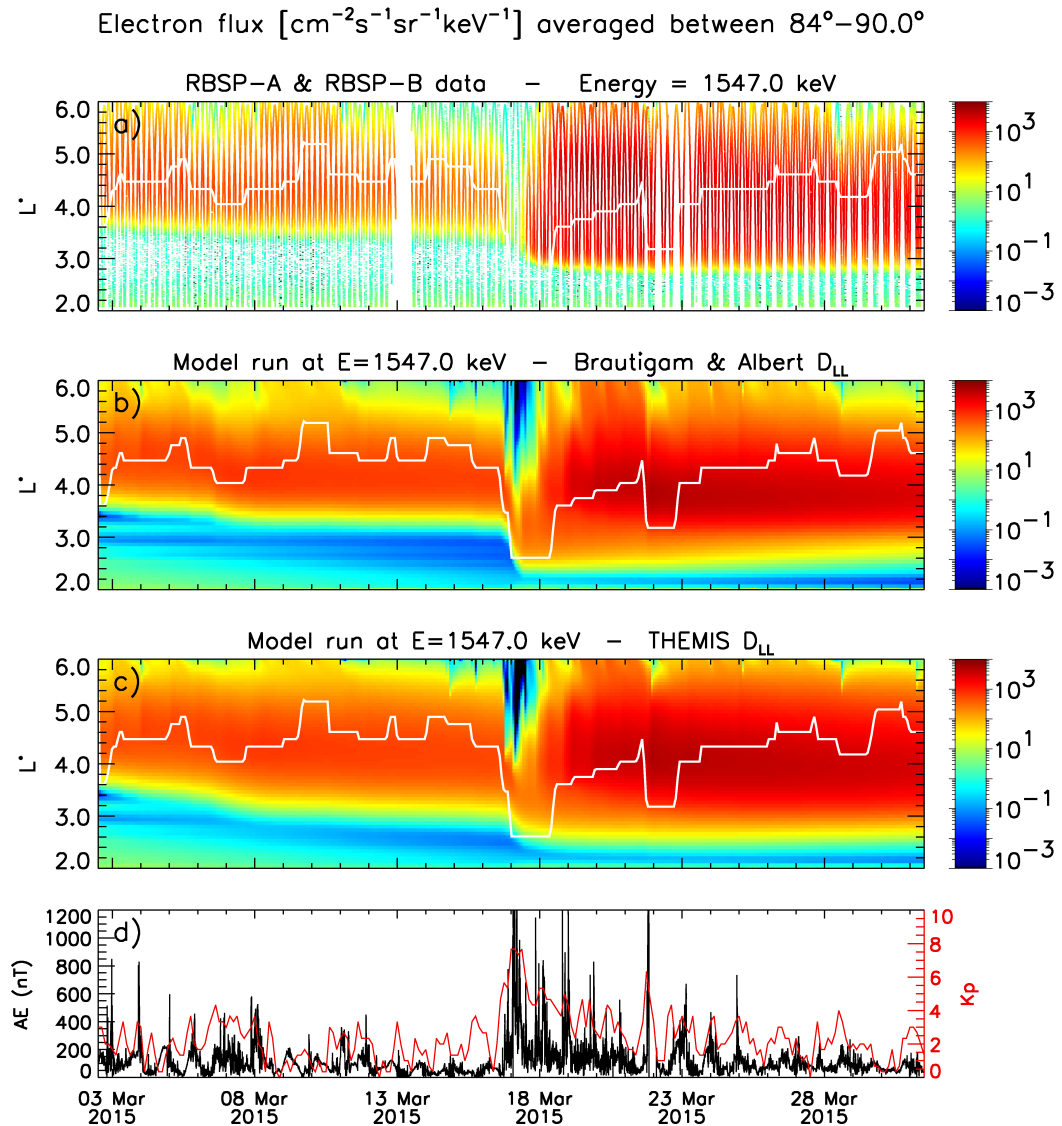 Electron flux [cm⁻²s⁻¹sr⁻¹keV⁻¹] averaged between 84°−90.0°
RBSP−A & RBSP−B data − Energy = 1547.0 keV
a)
6.0
5.0
4.0
3.0
2.0
L*
10³
10¹
10⁻¹
10⁻³
Model run at E=1547.0 keV − Brautigam & Albert D_LL
b)
6.0
5.0
4.0
3.0
2.0
L*
10³
10¹
10⁻¹
10⁻³
Model run at E=1547.0 keV − THEMIS D_LL
c)
6.0
5.0
4.0
3.0
2.0
L*
10³
10¹
10⁻¹
10⁻³
d)
1200
1000
800
600
400
200
0
AE (nT)
10
8
6
4
2
0
Kp
03 Mar 08 Mar 13 Mar 18 Mar 23 Mar 28 Mar
2015 2015 2015 2015 2015 2015